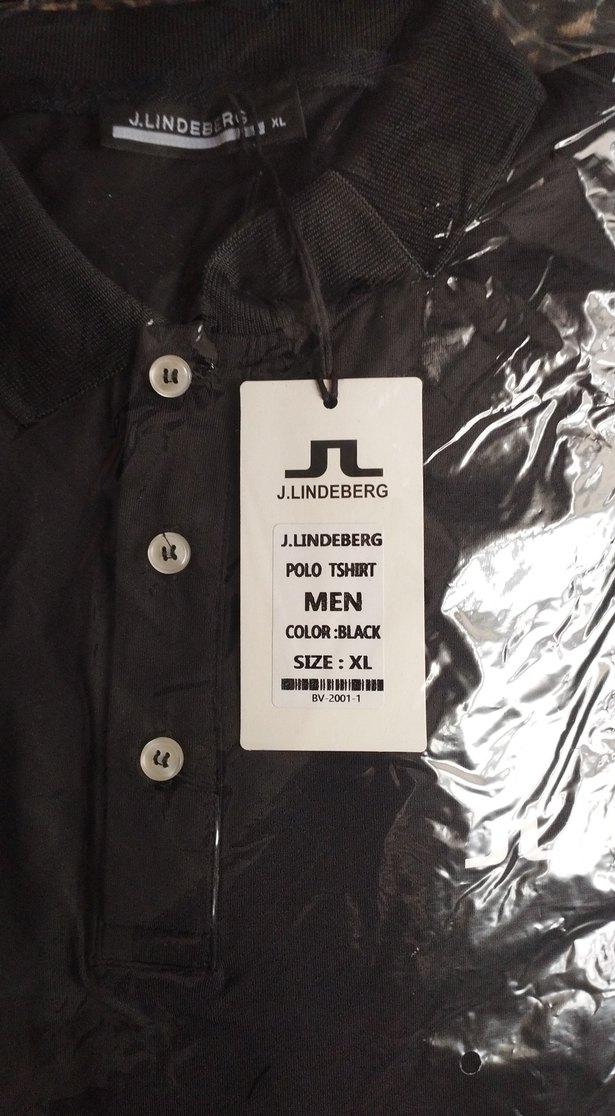 J.LINDEBERG XL
J.LINDEBERG
J.LINDEBERG
POLO TSHIRT
MEN
COLOR :BLACK
SIZE : XL
BV-2001-1